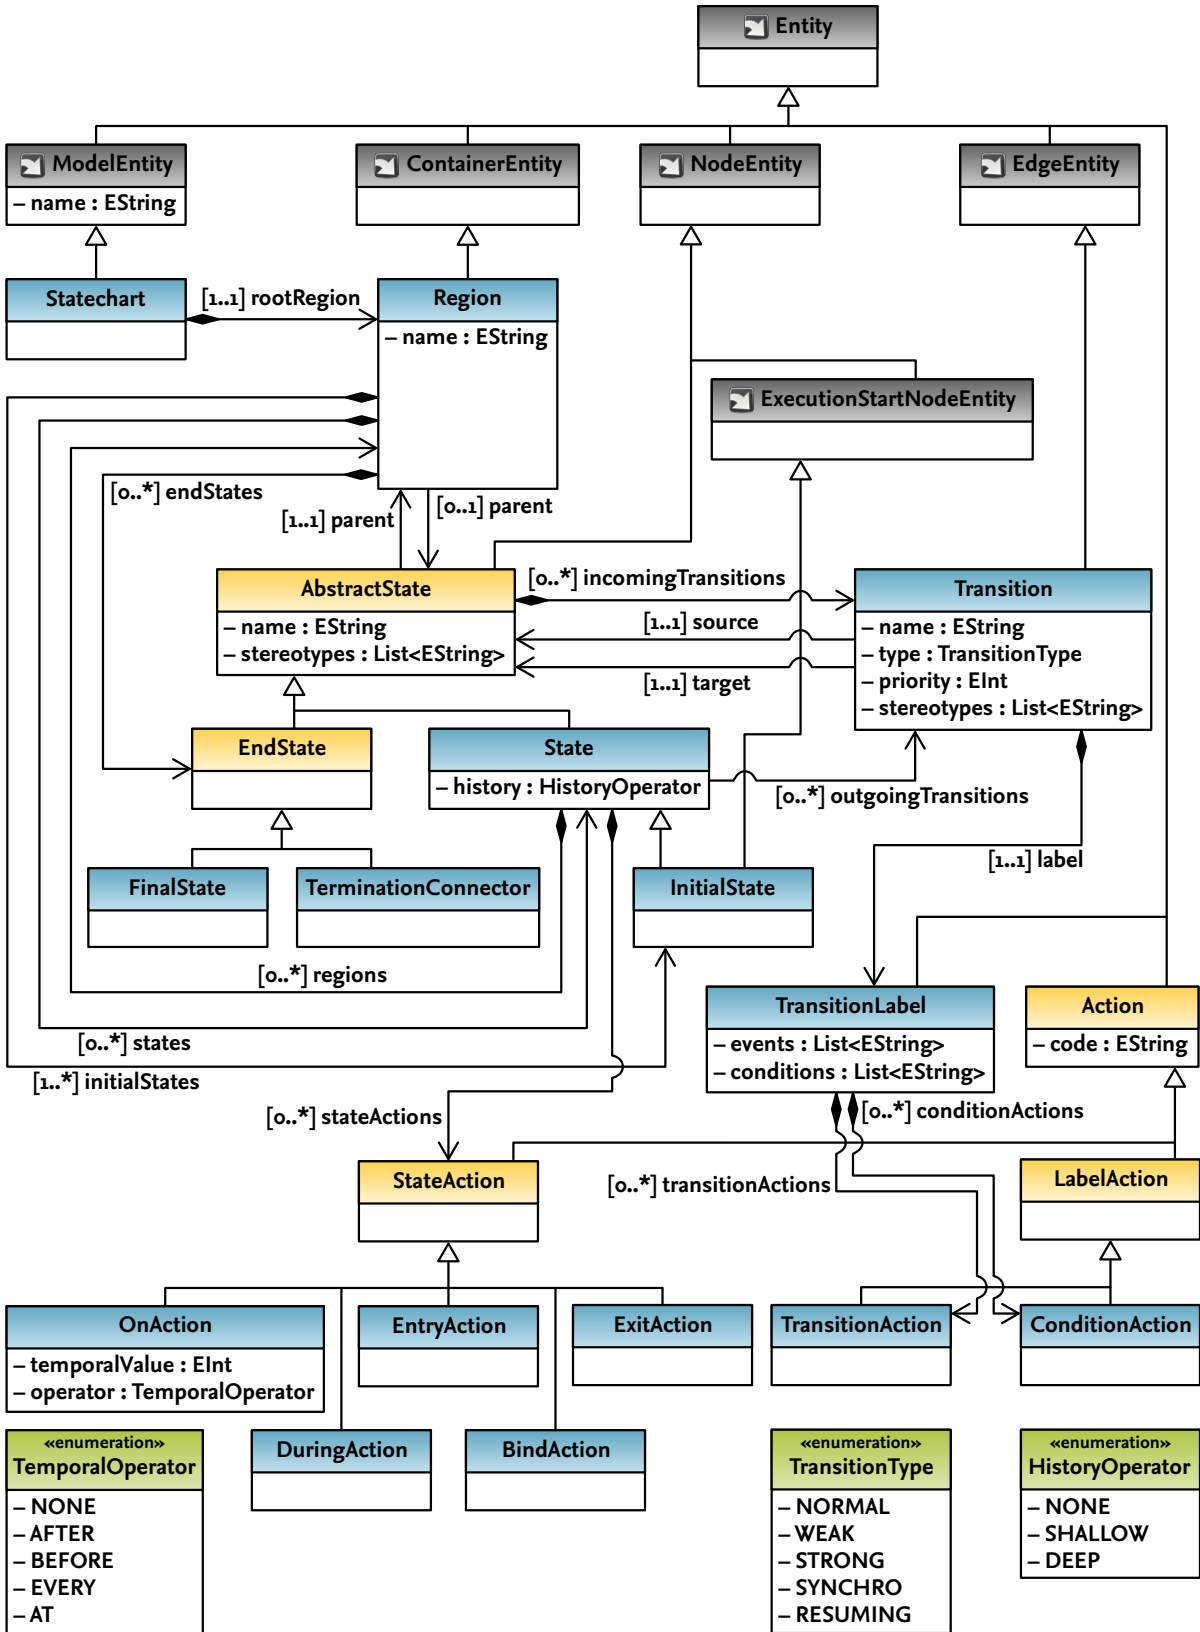 Entity
ModelEntity
– name : EString
ContainerEntity
NodeEntity
EdgeEntity
Statechart
[1..1] rootRegion
Region
– name : EString
ExecutionStartNodeEntity
[0..*] endStates
[1..1] parent
[0..1] parent
AbstractState
– name : EString
– stereotypes : List<EString>
[0..*] incomingTransitions
[1..1] source
[1..1] target
Transition
– name : EString
– type : TransitionType
– priority : EInt
– stereotypes : List<EString>
EndState
State
– history : HistoryOperator
[0..*] outgoingTransitions
[1..1] label
FinalState
TerminationConnector
InitialState
[0..*] regions
[0..*] states
[1..*] initialStates
TransitionLabel
– events : List<EString>
– conditions : List<EString>
Action
– code : EString
[0..*] stateActions
[0..*] conditionActions
[0..*] transitionActions
StateAction
LabelAction
OnAction
– temporalValue : EInt
– operator : TemporalOperator
EntryAction
ExitAction
TransitionAction
ConditionAction
«enumeration»
TemporalOperator
– NONE
– AFTER
– BEFORE
– EVERY
– AT
DuringAction
BindAction
«enumeration»
TransitionType
– NORMAL
– WEAK
– STRONG
– SYNCHRO
– RESUMING
«enumeration»
HistoryOperator
– NONE
– SHALLOW
– DEEP